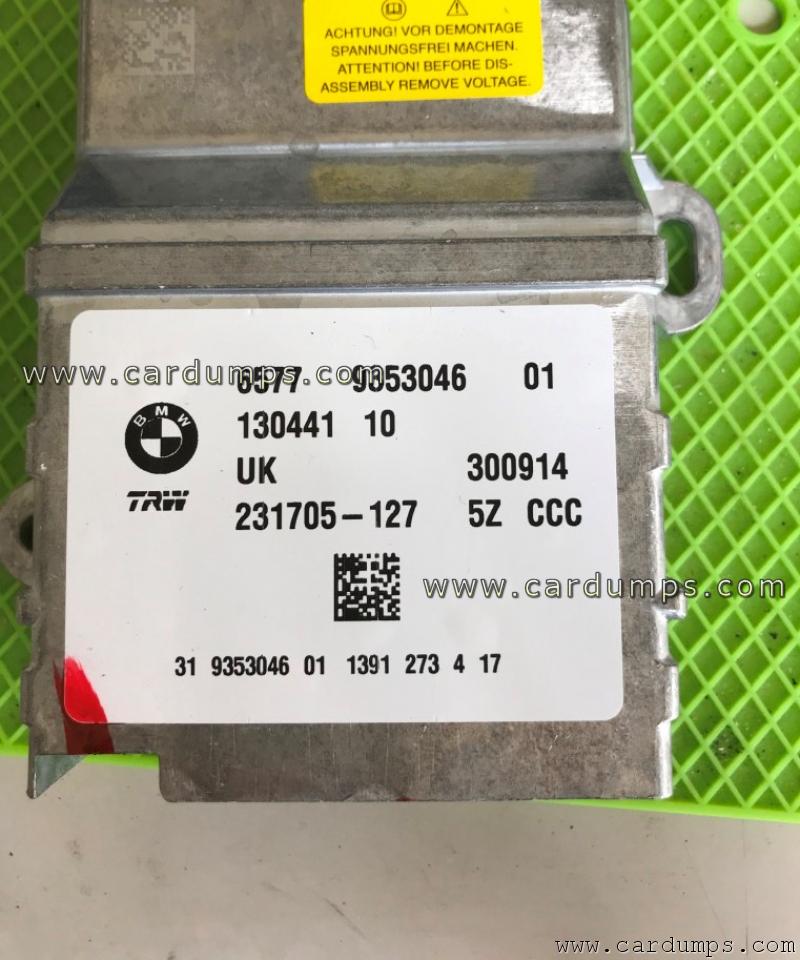 ACHTUNG! VOR DEMONTAGE
SPANNUNGSFREI MACHEN.
ATTENTION! BEFORE DIS-
ASSEMBLY REMOVE VOLTAGE.
www.cardumps.com
6577 9353046 01
BMW
130441 10
UK 300914
TRW
231705-127 5Z CCC
www.cardumps.com
31 9353046 01 1391 273 4 17
www.cardumps.com